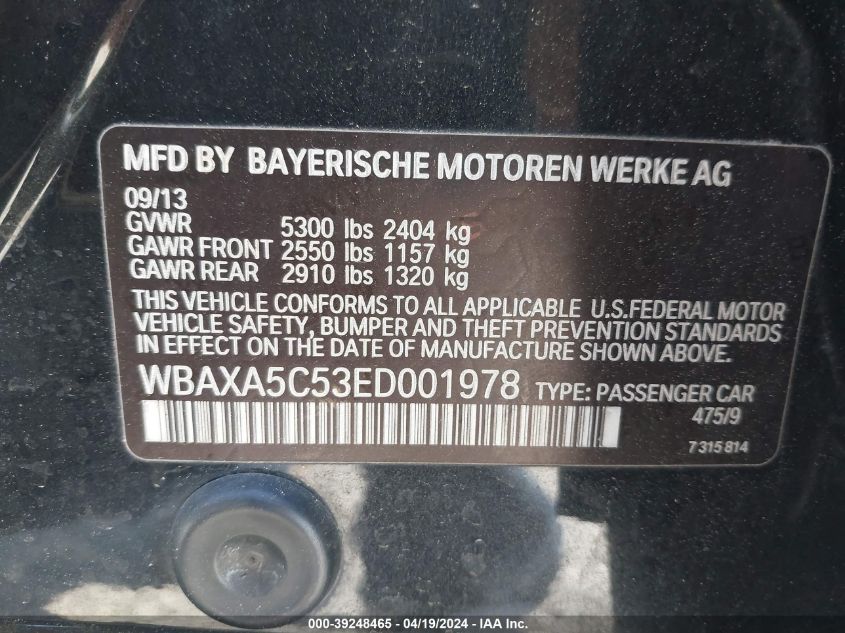 MFD BY BAYERISCHE MOTOREN WERKE AG
09/13
GVWR 5300 lbs 2404 kg
GAWR FRONT 2550 lbs 1157 kg
GAWR REAR 2910 lbs 1320 kg
THIS VEHICLE CONFORMS TO ALL APPLICABLE U.S.FEDERAL MOTOR
VEHICLE SAFETY, BUMPER AND THEFT PREVENTION STANDARDS
IN EFFECT ON THE DATE OF MANUFACTURE SHOWN ABOVE.
WBAXA5C53ED001978 TYPE: PASSENGER CAR
475/9
7 315 814
000-39248465 - 04/19/2024 - IAA Inc.